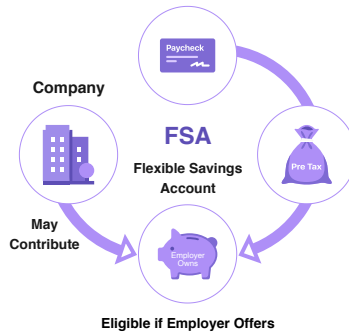 Paycheck
Company
FSA
Flexible Savings
Account
Pre Tax
May
Contribute
Employer
Owns
Eligible if Employer Offers